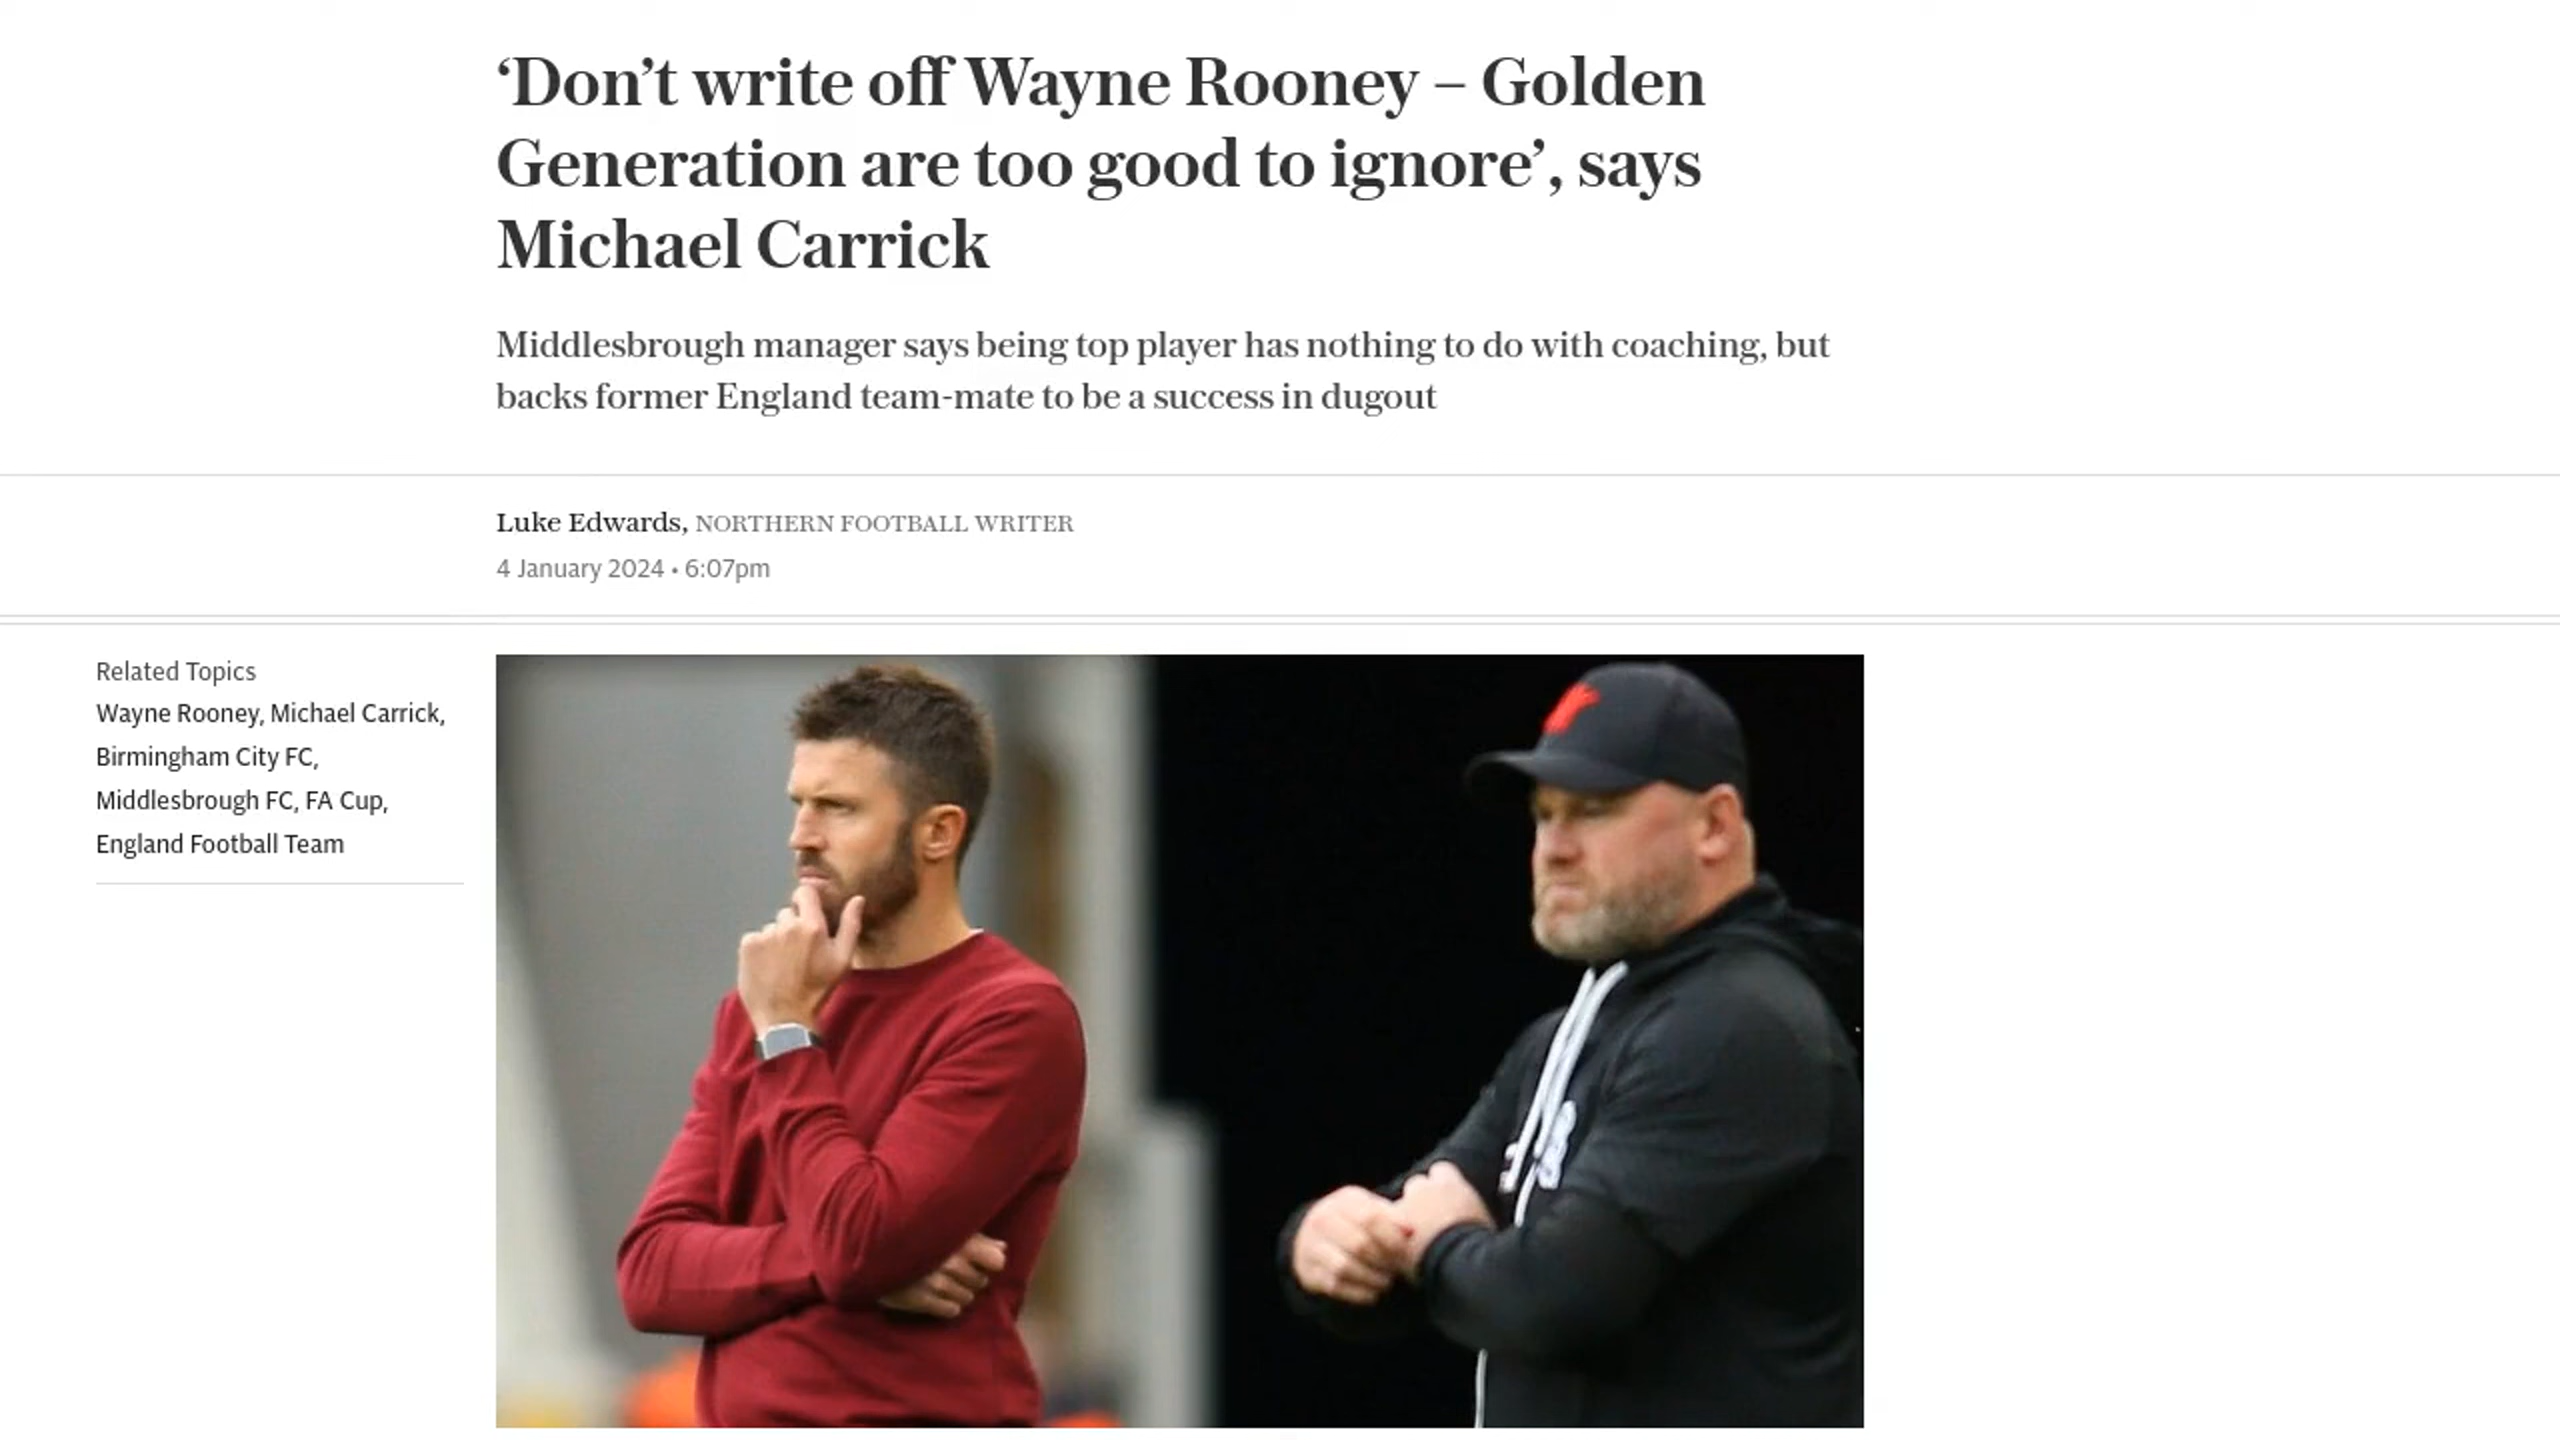 ‘Don’t write off Wayne Rooney – Golden
Generation are too good to ignore’, says
Michael Carrick
Middlesbrough manager says being top player has nothing to do with coaching, but
backs former England team-mate to be a success in dugout
Luke Edwards, NORTHERN FOOTBALL WRITER
4 January 2024 • 6:07pm
Related Topics
Wayne Rooney, Michael Carrick,
Birmingham City FC,
Middlesbrough FC, FA Cup,
England Football Team